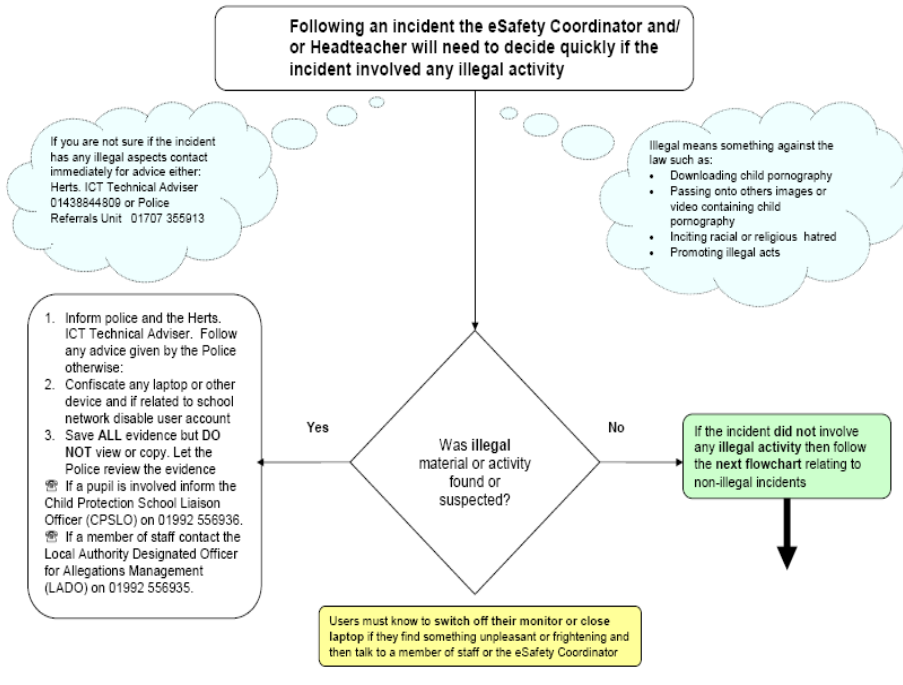 Following an incident the eSafety Coordinator and/
or Headteacher will need to decide quickly if the
incident involved any illegal activity
If you are not sure if the incident
has any illegal aspects contact
immediately for advice either:
Herts. ICT Technical Adviser
01438844809 or Police
Referrals Unit 01707 355913
.
Illegal means something against the
law such as:
• Downloading child pornography
• Passing onto others images or
video containing child
pornography
• Inciting racial or religious hatred
• Promoting illegal acts
1. Inform police and the Herts.
ICT Technical Adviser. Follow
any advice given by the Police
otherwise:
2. Confiscate any laptop or other
device and if related to school
network disable user account
3. Save ALL evidence but DO
NOT view or copy. Let the
Police review the evidence
☎ If a pupil is involved inform the
Child Protection School Liaison
Officer (CPSLO) on 01992 556936.
☎ If a member of staff contact the
Local Authority Designated Officer
for Allegations Management
(LADO) on 01992 556935.
Yes
Was illegal
material or activity
found or
suspected?
No
If the incident did not involve
any illegal activity then follow
the next flowchart relating to
non-illegal incidents
Users must know to switch off their monitor or close
laptop if they find something unpleasant or frightening and
then talk to a member of staff or the eSafety Coordinator